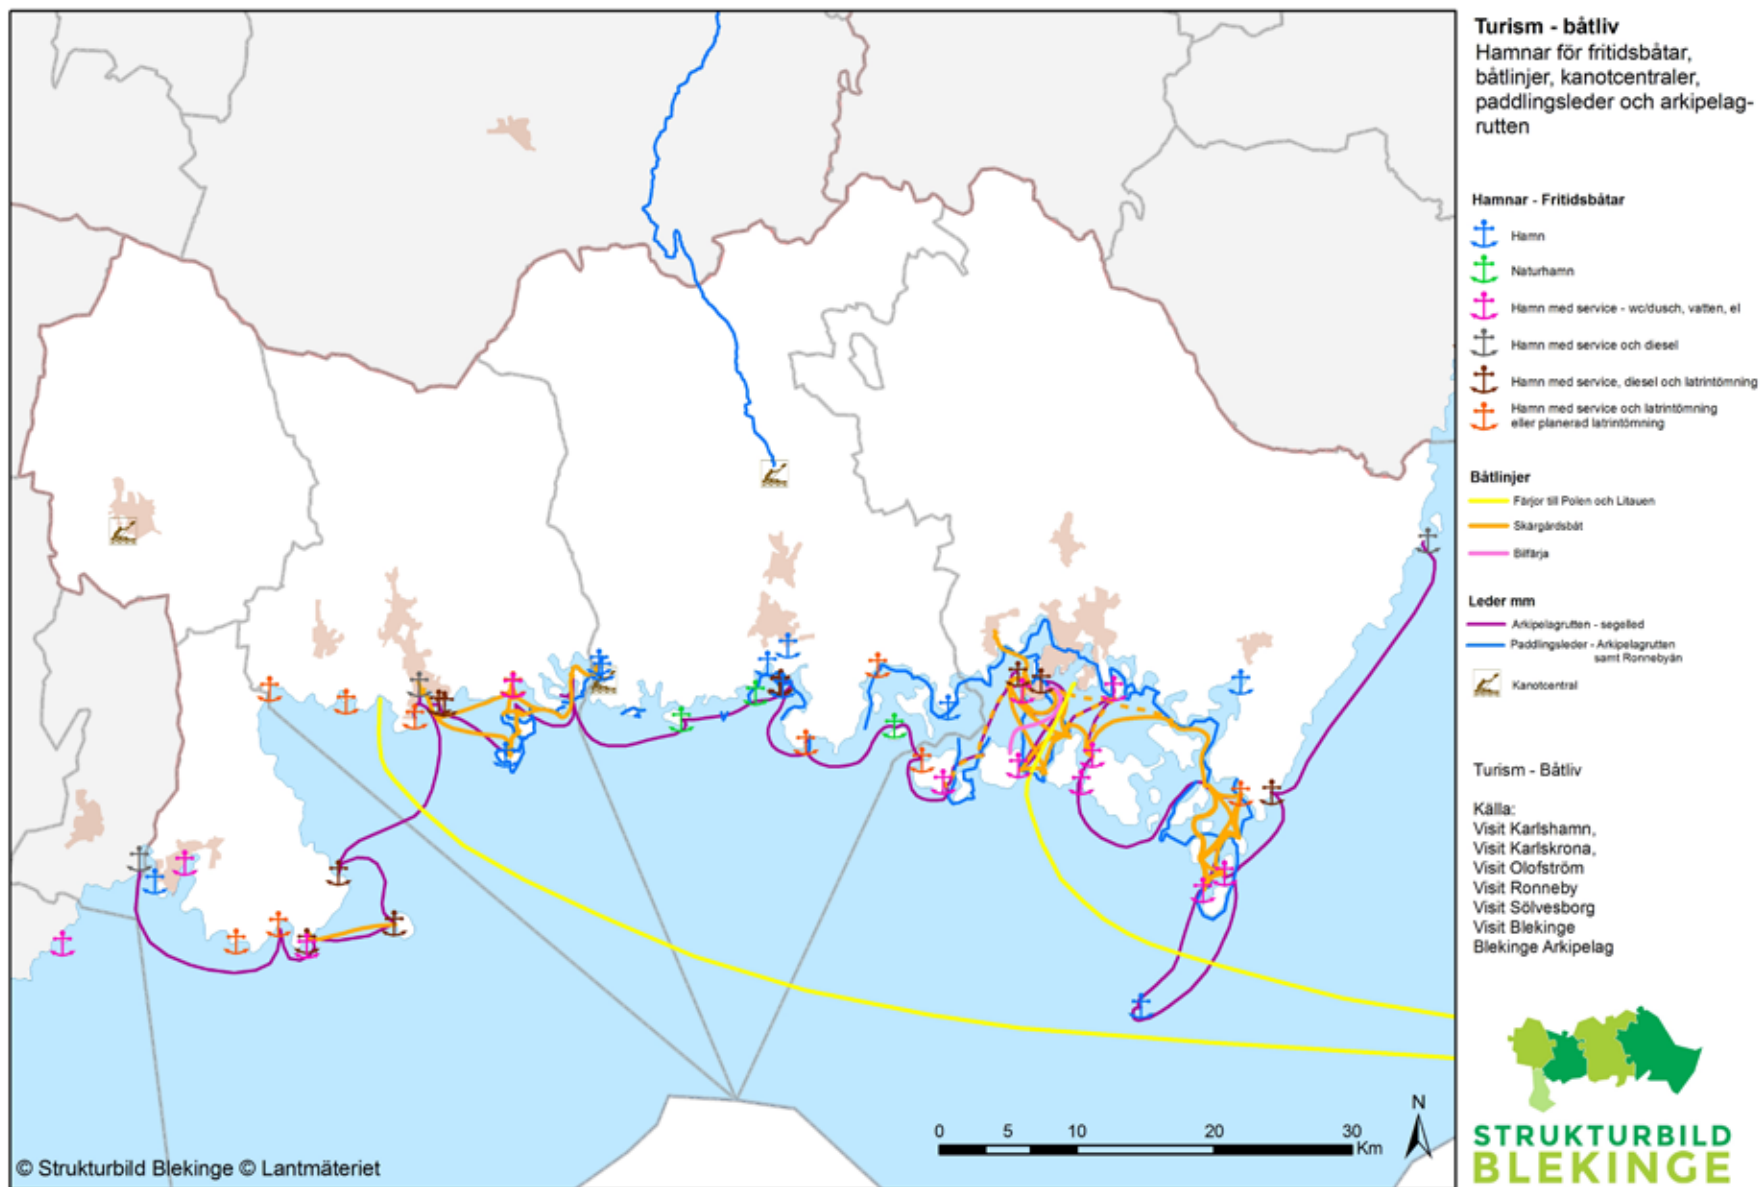 Turism - båtliv
Hamnar för fritidsbåtar,
båtlinjer, kanotcentraler,
paddlingsleder och arkipelag-
rutten
Hamnar - Fritidsbåtar
Hamn
Naturhamn
Hamn med service - wc/dusch, vatten, el
Hamn med service och diesel
Hamn med service, diesel och latrintömning
Hamn med service och latrintömning
eller planerad latrintömning
Båtlinjer
Färjor till Polen och Litauen
Skärgårdsbåt
Bilfärja
Leder mm
Arkipelagrutten - segelled
Paddlingsleder - Arkipelagrutten
samt Ronnebyån
Kanotcentral
Turism - Båtliv
Källa:
Visit Karlshamn,
Visit Karlskrona,
Visit Olofström
Visit Ronneby
Visit Sölvesborg
Visit Blekinge
Blekinge Arkipelag
N
0 5 10 20 30
Km
STRUKTURBILD
BLEKINGE
© Strukturbild Blekinge © Lantmäteriet